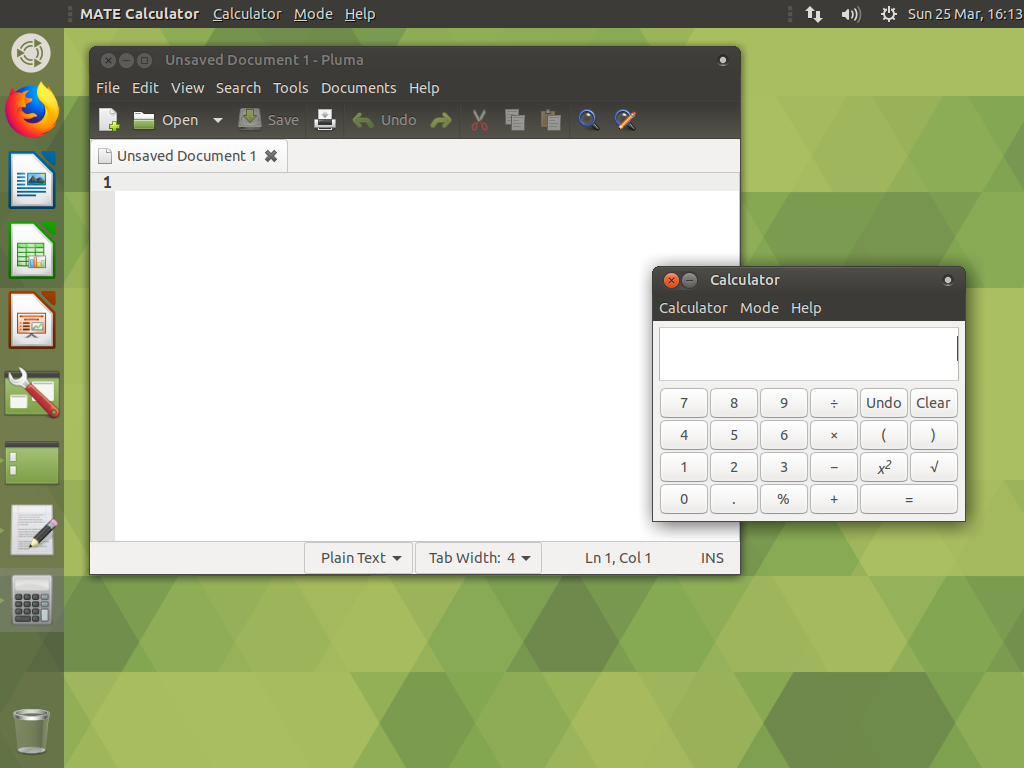 MATE Calculator Calculator Mode Help Sun 25 Mar, 16:13
Unsaved Document 1 - Pluma
File Edit View Search Tools Documents Help
Open Save Undo
Unsaved Document 1
1
Plain Text Tab Width: 4 Ln 1, Col 1 INS
Calculator
Calculator Mode Help
7 8 9 ÷ Undo Clear
4 5 6 × ( )
1 2 3 − x² √
0 . % + =